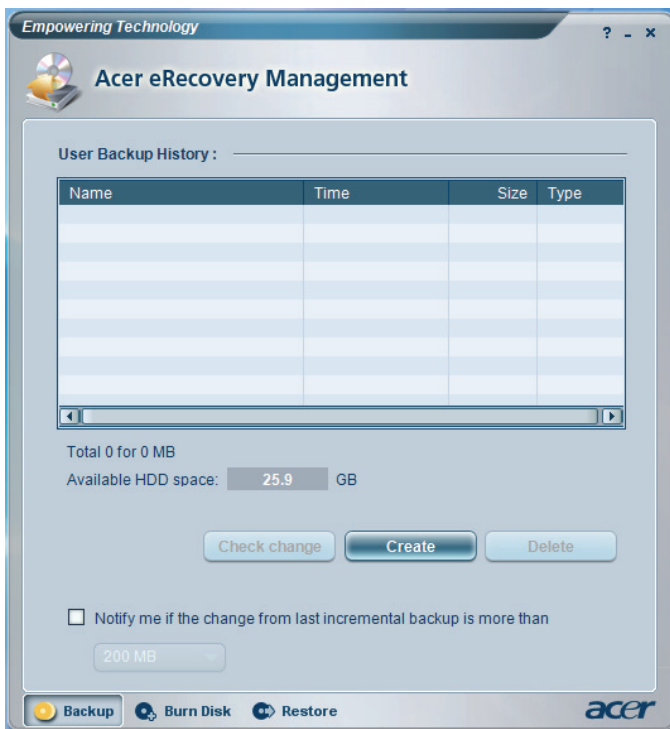 Empowering Technology
? - x
Acer eRecovery Management
User Backup History :
Name Time Size Type
Total 0 for 0 MB
Available HDD space: 25.9 GB
Check change Create Delete
Notify me if the change from last incremental backup is more than
200 MB
Backup Burn Disk Restore acer